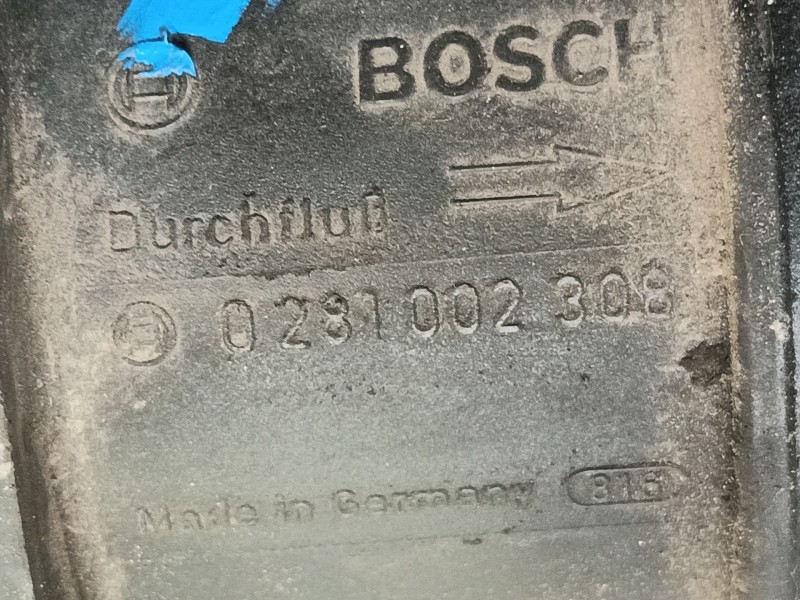 BOSCH
Durchfluß
0 281 002 308
Made in Germany 816